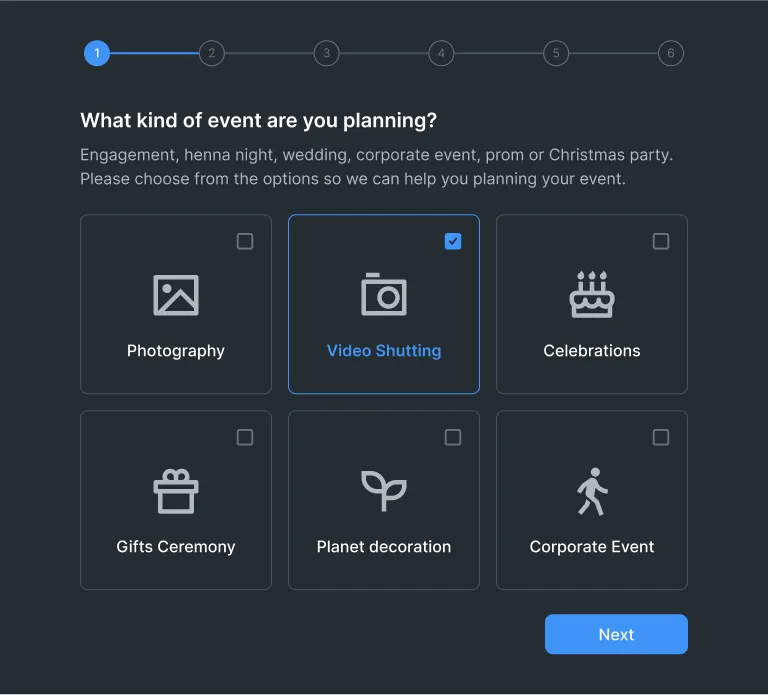 1 2 3 4 5 6
What kind of event are you planning?
Engagement, henna night, wedding, corporate event, prom or Christmas party.
Please choose from the options so we can help you planning your event.
Photography
Video Shutting
Celebrations
Gifts Ceremony
Planet decoration
Corporate Event
Next